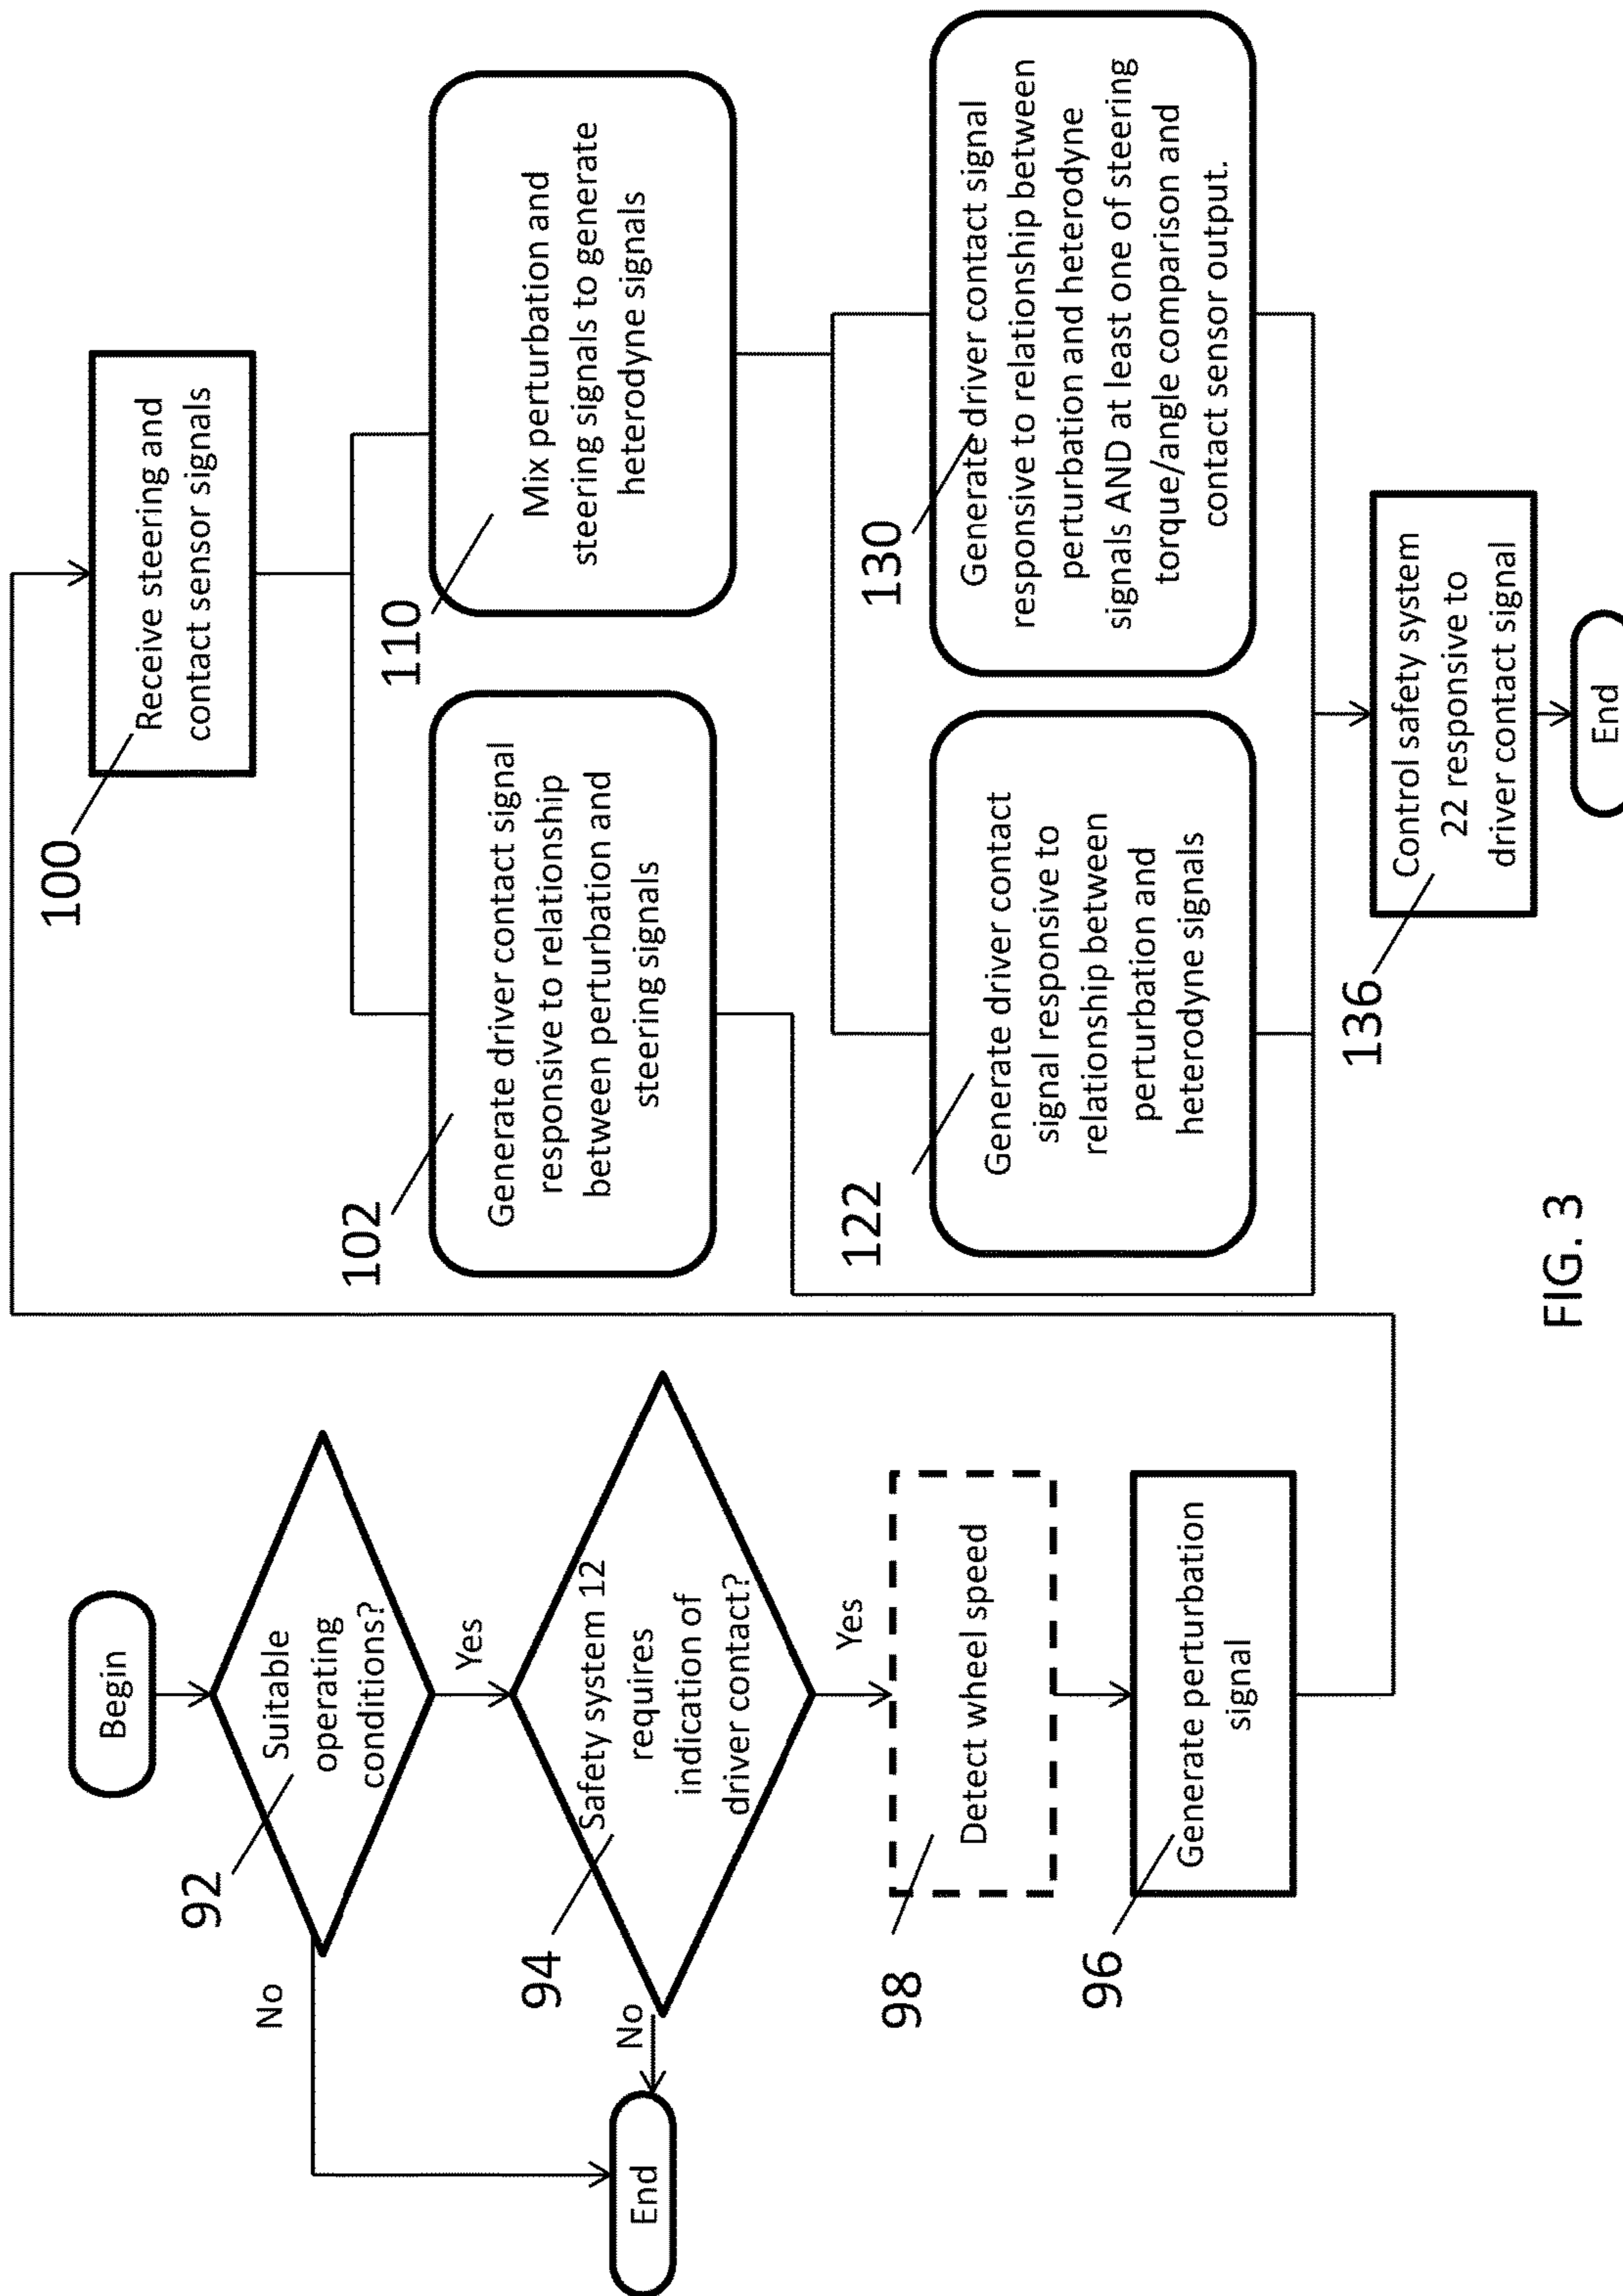 Begin
92
Suitable
operating
conditions?
No
Yes
94
Safety system 12
requires
indication of
driver contact?
No
End
Yes
98
Detect wheel speed
96
Generate perturbation
signal
100
Receive steering and
contact sensor signals
102
Generate driver contact signal
responsive to relationship
between perturbation and
steering signals
110
Mix perturbation and
steering signals to generate
heterodyne signals
122
Generate driver contact
signal responsive to
relationship between
perturbation and
heterodyne signals
130
Generate driver contact signal
responsive to relationship between
perturbation and heterodyne
signals AND at least one of steering
torque/angle comparison and
contact sensor output.
136
Control safety system
22 responsive to
driver contact signal
End
FIG. 3